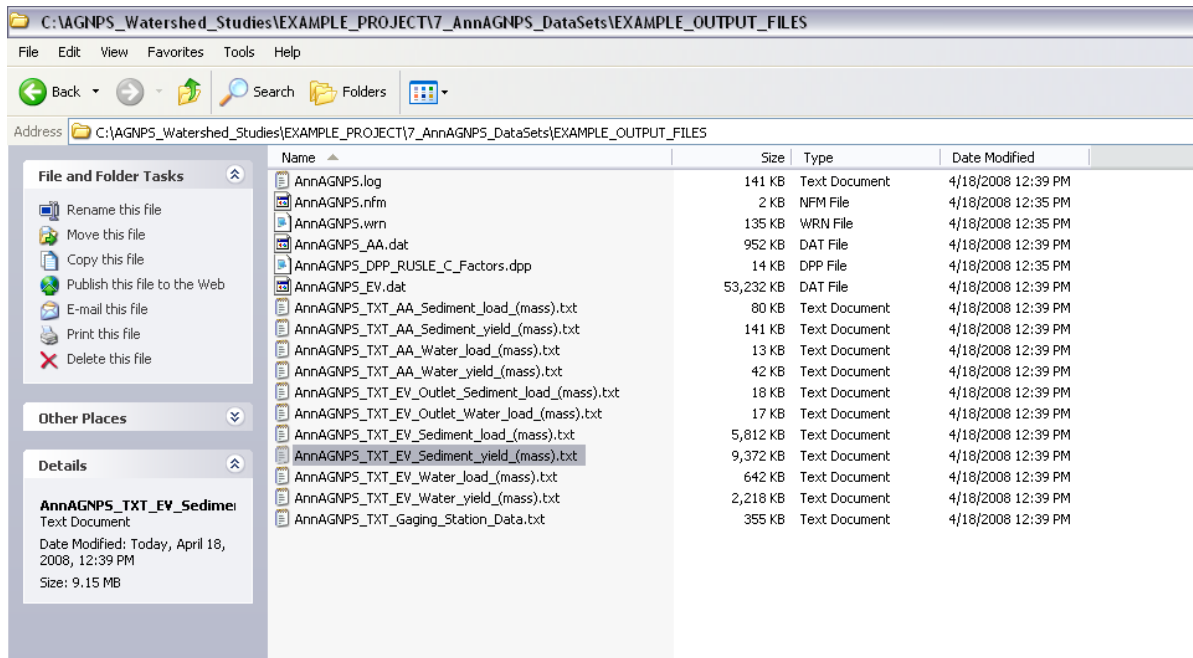 C:\AGNPS_Watershed_Studies\EXAMPLE_PROJECT\7_AnnAGNPS_DataSets\EXAMPLE_OUTPUT_FILES
File Edit View Favorites Tools Help
Back Search Folders
Address C:\AGNPS_Watershed_Studies\EXAMPLE_PROJECT\7_AnnAGNPS_DataSets\EXAMPLE_OUTPUT_FILES
File and Folder Tasks
Rename this file
Move this file
Copy this file
Publish this file to the Web
E-mail this file
Print this file
Delete this file
Other Places
Details
AnnAGNPS_TXT_EV_Sedime
Text Document
Date Modified: Today, April 18,
2008, 12:39 PM
Size: 9.15 MB
Name Size Type Date Modified
AnnAGNPS.log 141 KB Text Document 4/18/2008 12:39 PM
AnnAGNPS.nfm 2 KB NFM File 4/18/2008 12:35 PM
AnnAGNPS.wrn 135 KB WRN File 4/18/2008 12:35 PM
AnnAGNPS_AA.dat 952 KB DAT File 4/18/2008 12:39 PM
AnnAGNPS_DPP_RUSLE_C_Factors.dpp 14 KB DPP File 4/18/2008 12:35 PM
AnnAGNPS_EV.dat 53,232 KB DAT File 4/18/2008 12:39 PM
AnnAGNPS_TXT_AA_Sediment_load_(mass).txt 80 KB Text Document 4/18/2008 12:39 PM
AnnAGNPS_TXT_AA_Sediment_yield_(mass).txt 141 KB Text Document 4/18/2008 12:39 PM
AnnAGNPS_TXT_AA_Water_load_(mass).txt 13 KB Text Document 4/18/2008 12:39 PM
AnnAGNPS_TXT_AA_Water_yield_(mass).txt 42 KB Text Document 4/18/2008 12:39 PM
AnnAGNPS_TXT_EV_Outlet_Sediment_load_(mass).txt 18 KB Text Document 4/18/2008 12:39 PM
AnnAGNPS_TXT_EV_Outlet_Water_load_(mass).txt 17 KB Text Document 4/18/2008 12:39 PM
AnnAGNPS_TXT_EV_Sediment_load_(mass).txt 5,812 KB Text Document 4/18/2008 12:39 PM
AnnAGNPS_TXT_EV_Sediment_yield_(mass).txt 9,372 KB Text Document 4/18/2008 12:39 PM
AnnAGNPS_TXT_EV_Water_load_(mass).txt 642 KB Text Document 4/18/2008 12:39 PM
AnnAGNPS_TXT_EV_Water_yield_(mass).txt 2,218 KB Text Document 4/18/2008 12:39 PM
AnnAGNPS_TXT_Gaging_Station_Data.txt 355 KB Text Document 4/18/2008 12:39 PM